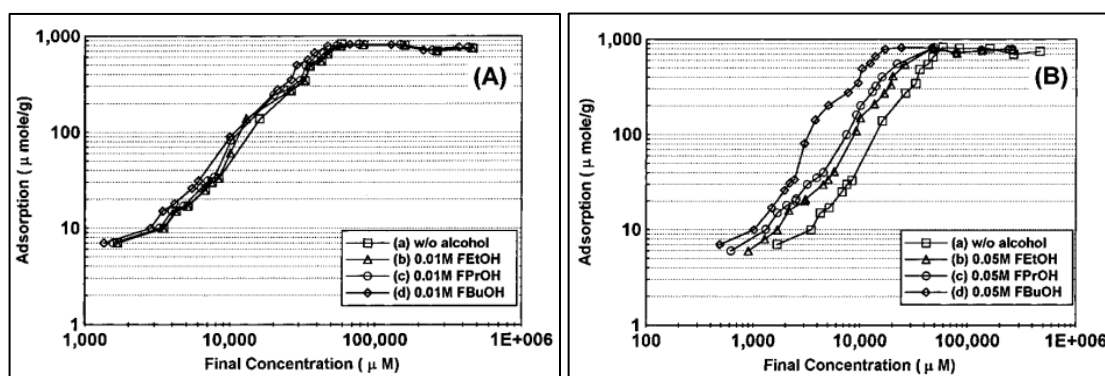 1,000
100
10
1
Adsorption ( μ mole/g)
(A)
(a) w/o alcohol
(b) 0.01M FEtOH
(c) 0.01M FPrOH
(d) 0.01M FBuOH
1,000 10,000 100,000 1E+006
Final Concentration ( μ M)
1,000
100
10
1
Adsorption ( μ mole/g)
(B)
(a) w/o alcohol
(b) 0.05M FEtOH
(c) 0.05M FPrOH
(d) 0.05M FBuOH
100 1,000 10,000 100,000 1E+006
Final Concentration ( μ M)